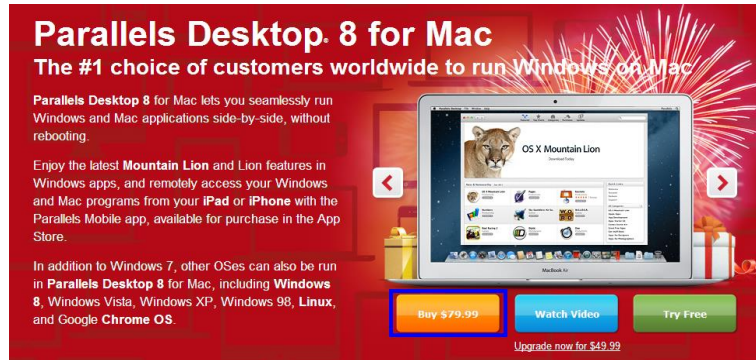 Parallels Desktop® 8 for Mac
The #1 choice of customers worldwide to run Windows on Mac
Parallels Desktop 8 for Mac lets you seamlessly run
Windows and Mac applications side-by-side, without
rebooting.
Enjoy the latest Mountain Lion and Lion features in
Windows apps, and remotely access your Windows
and Mac programs from your iPad or iPhone with the
Parallels Mobile app, available for purchase in the App
Store.
In addition to Windows 7, other OSes can also be run
in Parallels Desktop 8 for Mac, including Windows
8, Windows Vista, Windows XP, Windows 98, Linux,
and Google Chrome OS.
OS X Mountain Lion
Download Today
MacBook Air
Buy $79.99
Watch Video
Try Free
Upgrade now for $49.99